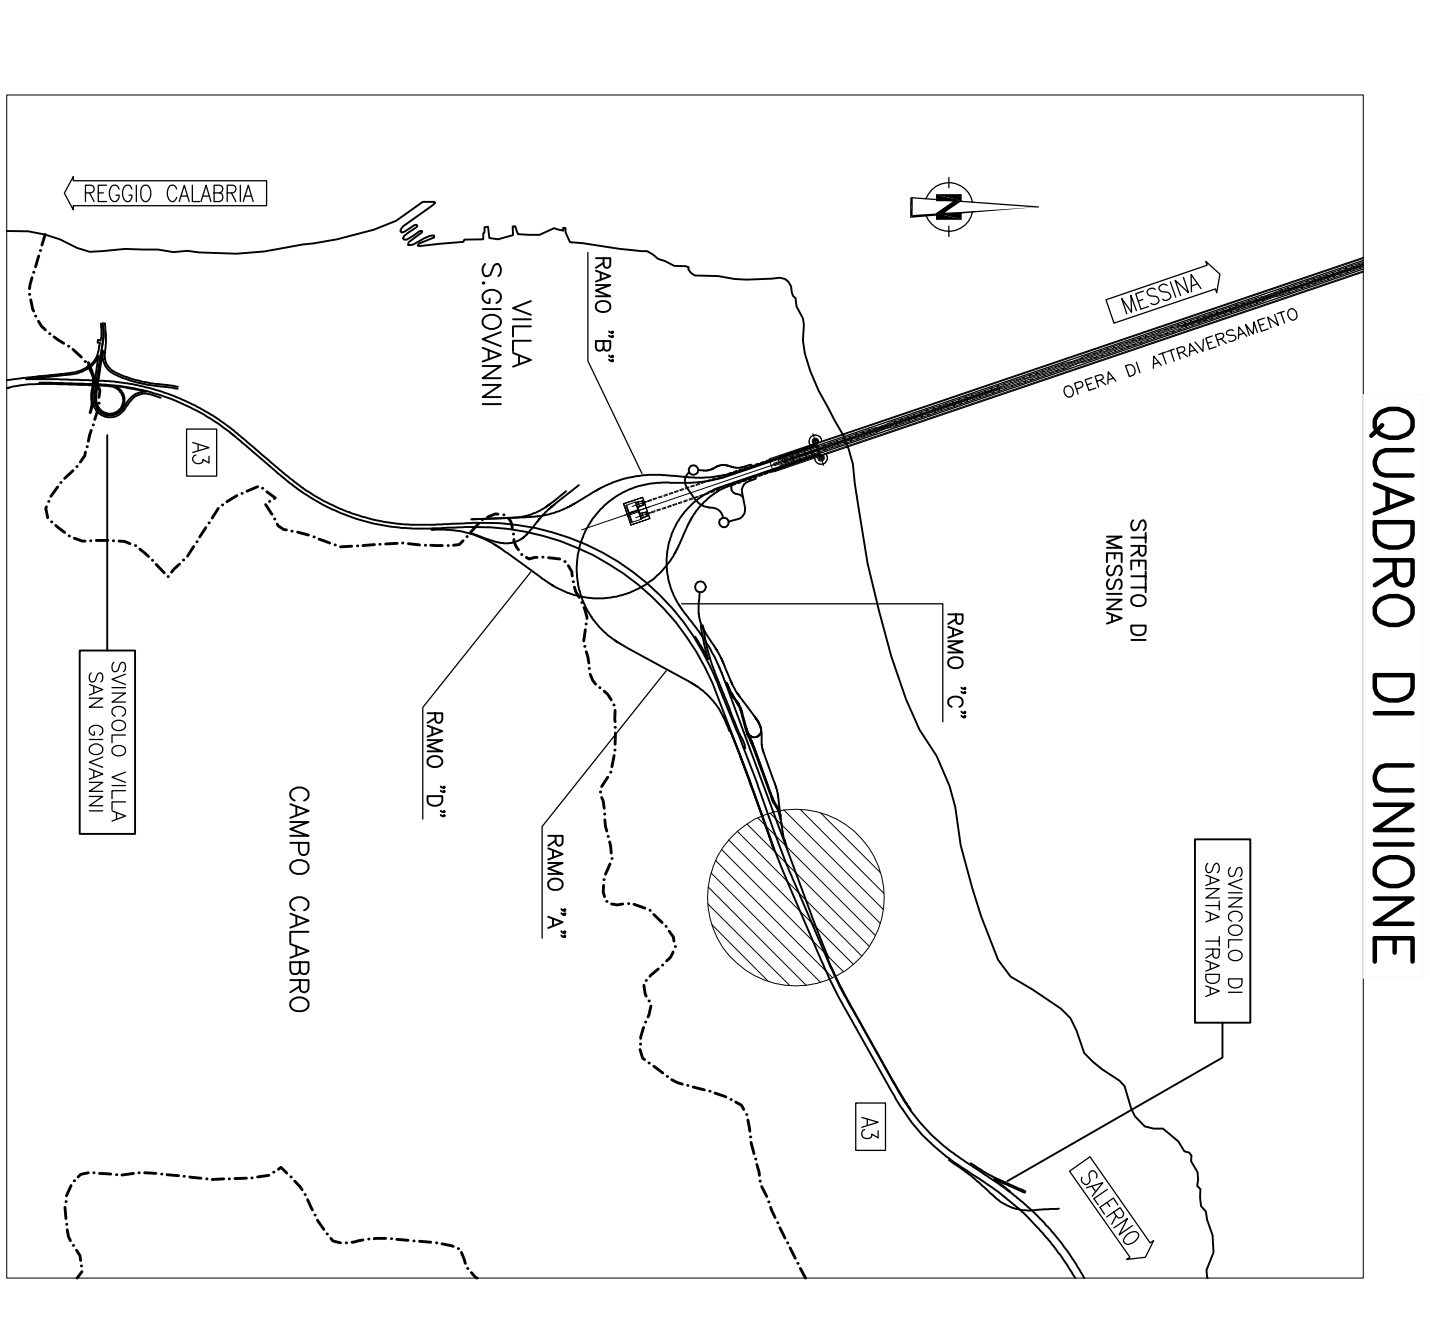 QUADRO DI UNIONE
REGGIO CALABRIA
N
MESSINA
OPERA DI ATTRAVERSAMENTO
VILLA
S.GIOVANNI
RAMO "B"
A3
STRETTO DI
MESSINA
RAMO "C"
SVINCOLO VILLA
SAN GIOVANNI
RAMO "D"
RAMO "A"
CAMPO CALABRO
SVINCOLO DI
SANTA TRADA
A3
SALERNO